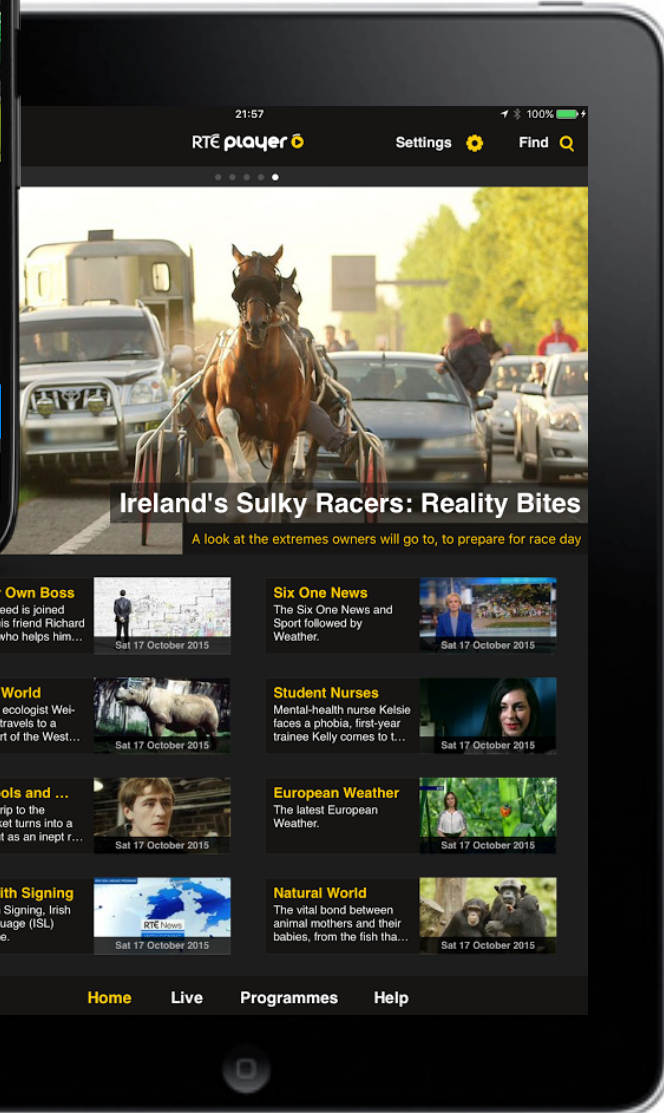 21:57
100%
RTÉ player
Settings
Find
Ireland's Sulky Racers: Reality Bites
A look at the extremes owners will go to, to prepare for race day
Own Boss
eed is joined
is friend Richard
who helps him...
Sat 17 October 2015
Six One News
The Six One News and
Sport followed by
Weather.
Sat 17 October 2015
World
ecologist Wei-
travels to a
rt of the West...
Sat 17 October 2015
Student Nurses
Mental-health nurse Kelsie
faces a phobia, first-year
trainee Kelly comes to t...
Sat 17 October 2015
ols and ...
rip to the
ket turns into a
t as an inept r...
Sat 17 October 2015
European Weather
The latest European
Weather.
Sat 17 October 2015
ith Signing
Signing, Irish
uage (ISL)
e.
RTÉ News
Sat 17 October 2015
Natural World
The vital bond between
animal mothers and their
babies, from the fish tha...
Sat 17 October 2015
Home
Live
Programmes
Help